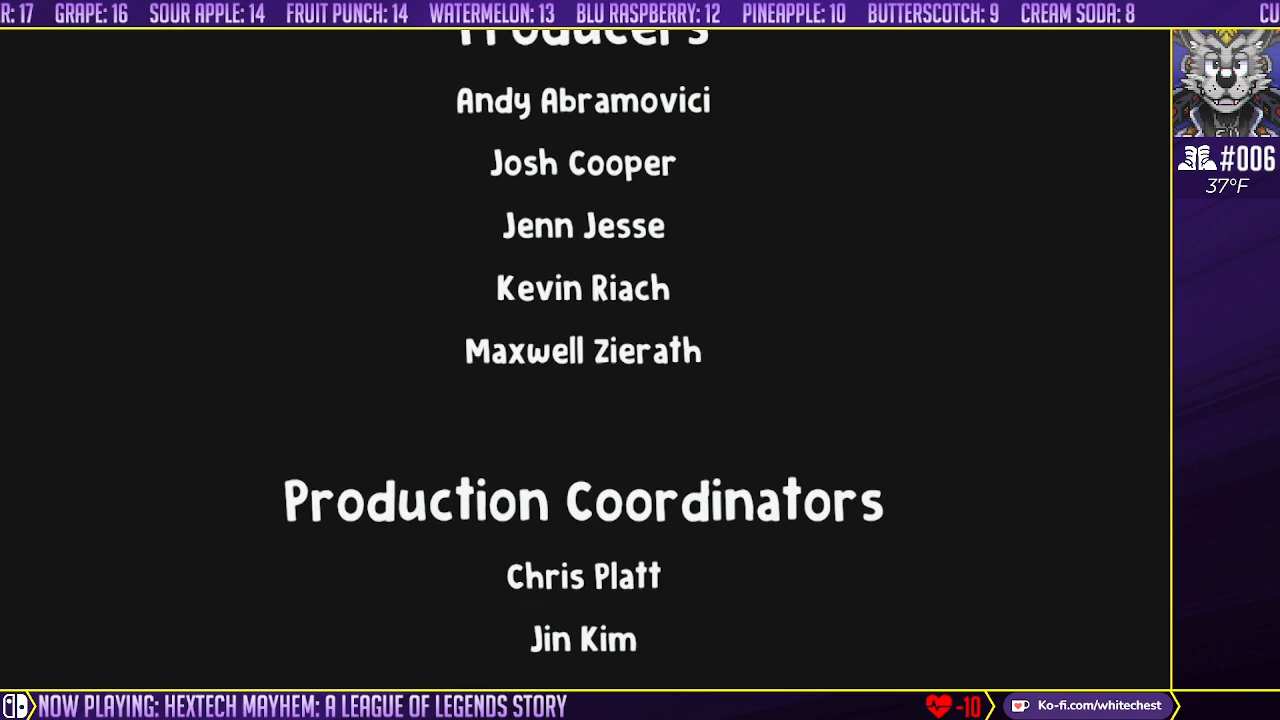 R: 17 GRAPE: 16 SOUR APPLE: 14 FRUIT PUNCH: 14 WATERMELON: 13 BLU RASPBERRY: 12 PINEAPPLE: 10 BUTTERSCOTCH: 9 CREAM SODA: 8 CU
Producers
Andy Abramovici
Josh Cooper
Jenn Jesse
Kevin Riach
Maxwell Zierath
Production Coordinators
Chris Platt
Jin Kim
#006
37°F
NOW PLAYING: HEXTECH MAYHEM: A LEAGUE OF LEGENDS STORY
-10
Ko-fi.com/whitechest